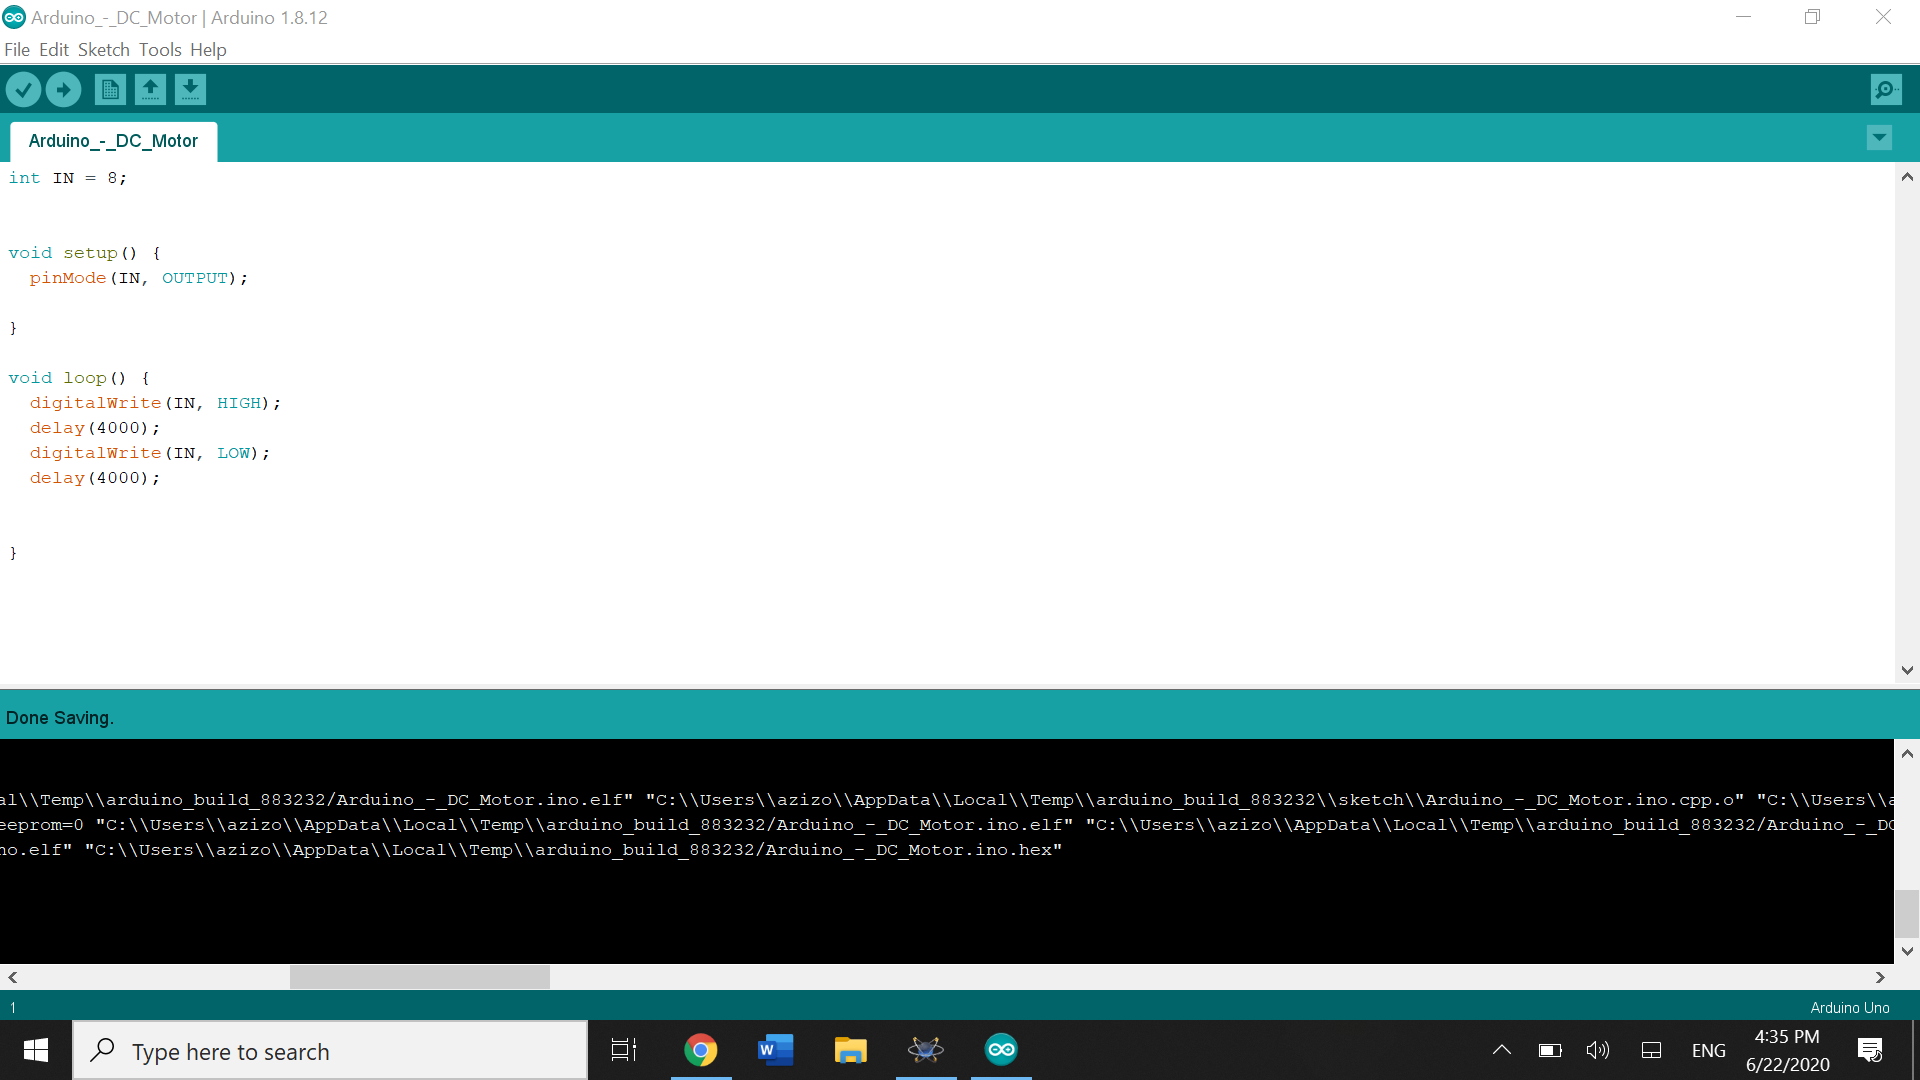 Arduino_-_DC_Motor | Arduino 1.8.12
File Edit Sketch Tools Help
Arduino_-_DC_Motor
int IN = 8;
void setup() {
  pinMode(IN, OUTPUT);
}
void loop() {
  digitalWrite(IN, HIGH);
  delay(4000);
  digitalWrite(IN, LOW);
  delay(4000);
}
Done Saving.
al\\Temp\\arduino_build_883232/Arduino_-_DC_Motor.ino.elf" "C:\\Users\\azizo\\AppData\\Local\\Temp\\arduino_build_883232\\sketch\\Arduino_-_DC_Motor.ino.cpp.o" "C:\\Users\\a
eeprom=0 "C:\\Users\\azizo\\AppData\\Local\\Temp\\arduino_build_883232/Arduino_-_DC_Motor.ino.elf" "C:\\Users\\azizo\\AppData\\Local\\Temp\\arduino_build_883232/Arduino_-_DC
no.elf" "C:\\Users\\azizo\\AppData\\Local\\Temp\\arduino_build_883232/Arduino_-_DC_Motor.ino.hex"
1
Arduino Uno
Type here to search
W
ENG
4:35 PM
6/22/2020